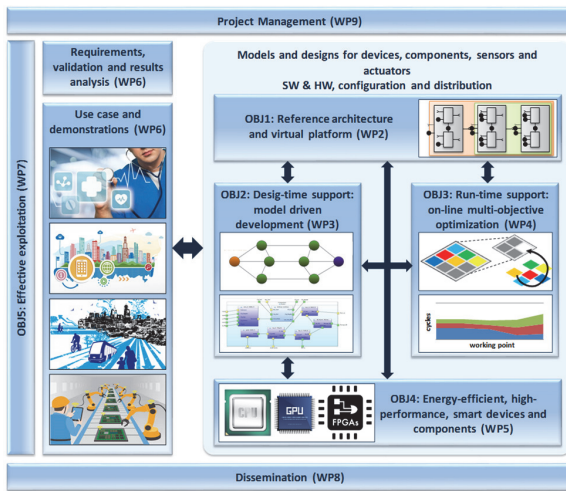 Project Management (WP9)
OBJ5: Effective exploitation (WP7)
Requirements,
validation and results
analysis (WP6)
Use case and
demonstrations (WP6)
Models and designs for devices, components, sensors and
actuators
SW & HW, configuration and distribution
OBJ1: Reference architecture
and virtual platform (WP2)
OBJ2: Desig-time support:
model driven
development (WP3)
OBJ3: Run-time support:
on-line multi-objective
optimization (WP4)
cycles
working point
CPU
GPU
FPGAs
OBJ4: Energy-efficient, high-
performance, smart devices and
components (WP5)
Dissemination (WP8)